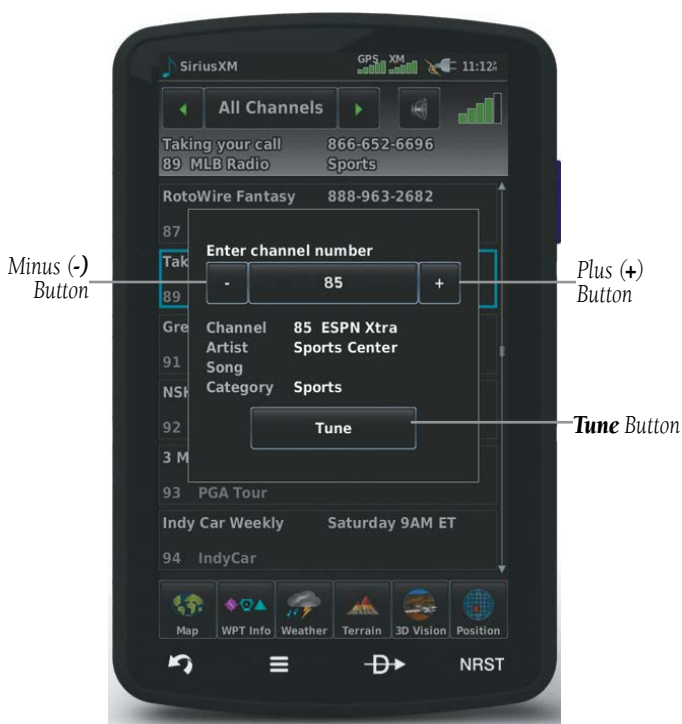 SiriusXM GPS XM 11:12
All Channels
Taking your call 866-652-6696
89 MLB Radio Sports
RotoWire Fantasy 888-963-2682
87
Tak
89
Gre
91
NSH
92
3 M
93 PGA Tour
Indy Car Weekly Saturday 9AM ET
94 IndyCar
Enter channel number
- 85 +
Channel 85 ESPN Xtra
Artist Sports Center
Song
Category Sports
Tune
Map WPT Info Weather Terrain 3D Vision Position
D NRST
Minus (-)
Button
Plus (+)
Button
Tune Button